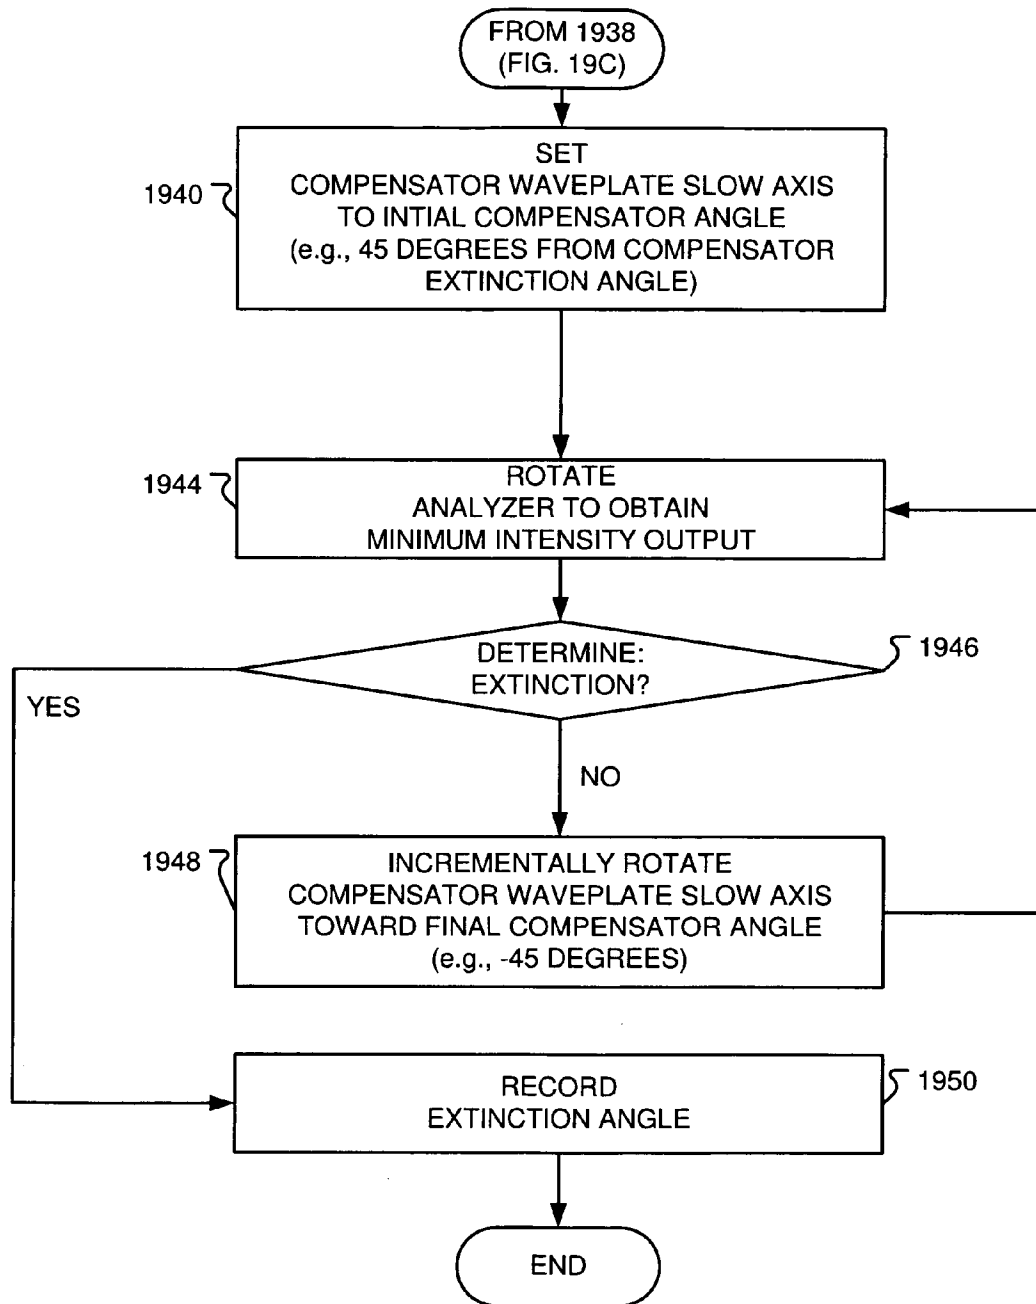 FROM 1938
(FIG. 19C)
1940
SET
COMPENSATOR WAVEPLATE SLOW AXIS
TO INTIAL COMPENSATOR ANGLE
(e.g., 45 DEGREES FROM COMPENSATOR
EXTINCTION ANGLE)
1944
ROTATE
ANALYZER TO OBTAIN
MINIMUM INTENSITY OUTPUT
DETERMINE:
EXTINCTION?
1946
YES
NO
1948
INCREMENTALLY ROTATE
COMPENSATOR WAVEPLATE SLOW AXIS
TOWARD FINAL COMPENSATOR ANGLE
(e.g., -45 DEGREES)
RECORD
EXTINCTION ANGLE
1950
END